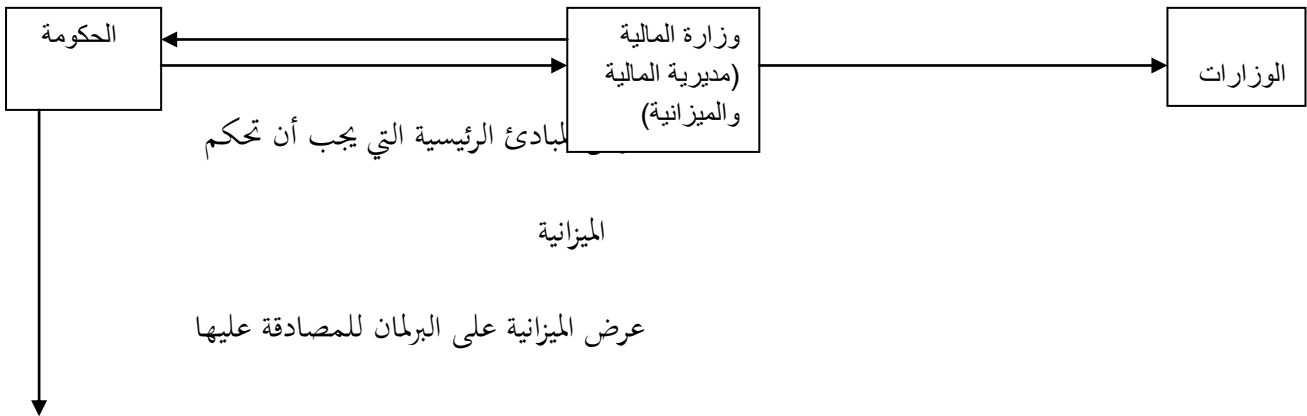 الحكومة
وزارة المالية
(مديرية المالية
والميزانية)
الوزارات
لمبادئ الرئيسية التي يجب أن تحكم
الميزانية
عرض الميزانية على البرلمان للمصادقة عليها